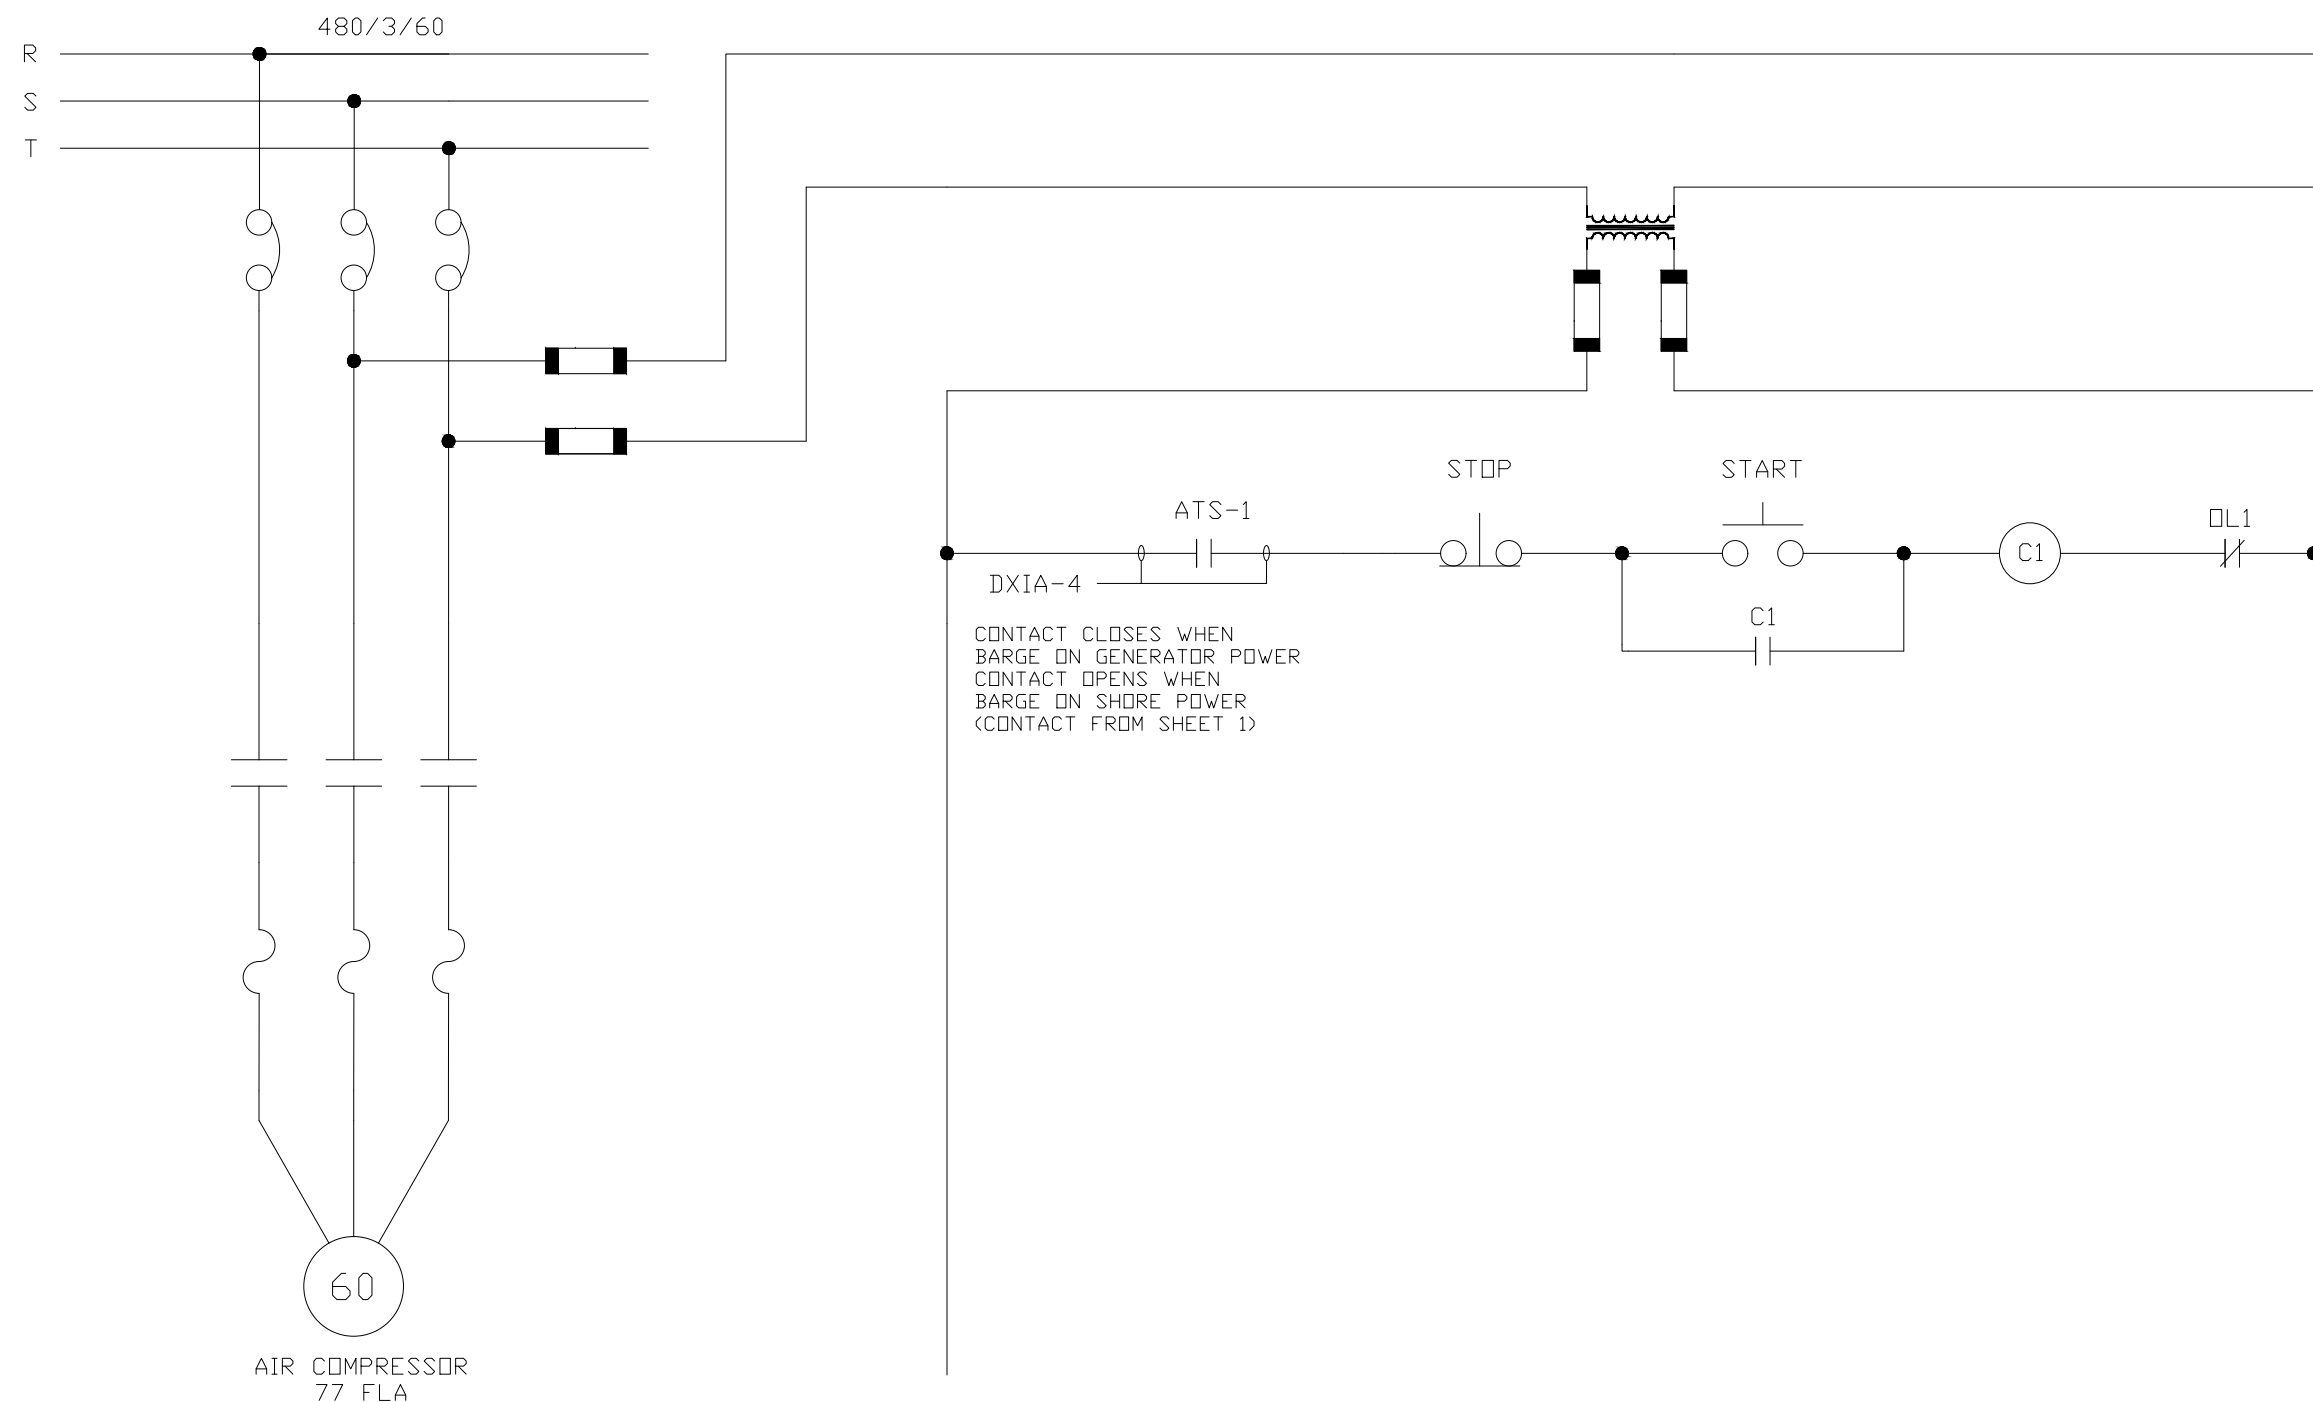 480/3/60
R
S
T
STOP
START
ATS-1
OL1
C1
DXIA-4
C1
CONTACT CLOSES WHEN
BARGE ON GENERATOR POWER
CONTACT OPENS WHEN
BARGE ON SHORE POWER
(CONTACT FROM SHEET 1)
60
AIR COMPRESSOR
77 FLA